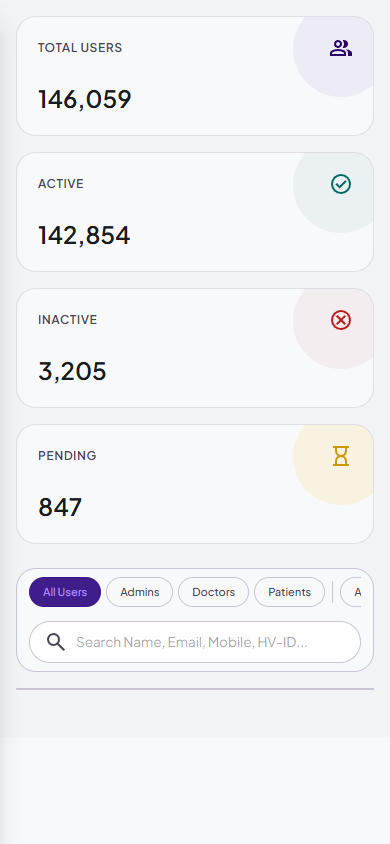 TOTAL USERS
146,059
ACTIVE
142,854
INACTIVE
3,205
PENDING
847
All Users Admins Doctors Patients A
Search Name, Email, Mobile, HV-ID...